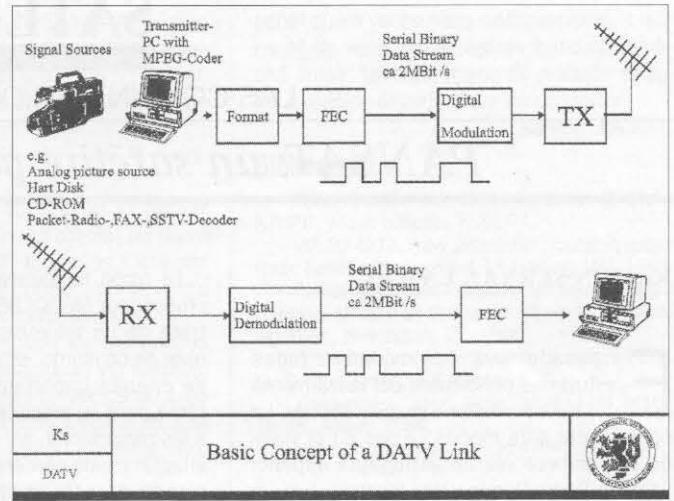 Signal Sources
Transmitter-
PC with
MPEG-Coder
Serial Binary
Data Stream
ca 2MBit /s
Format
FEC
Digital
Modulation
TX
e.g.
Analog picture source
Hart Disk
CD-ROM
Packet-Radio-,FAX-,SSTV-Decoder
Serial Binary
Data Stream
ca 2MBit /s
RX
Digital
Demodulation
FEC
Ks
DATV
Basic Concept of a DATV Link